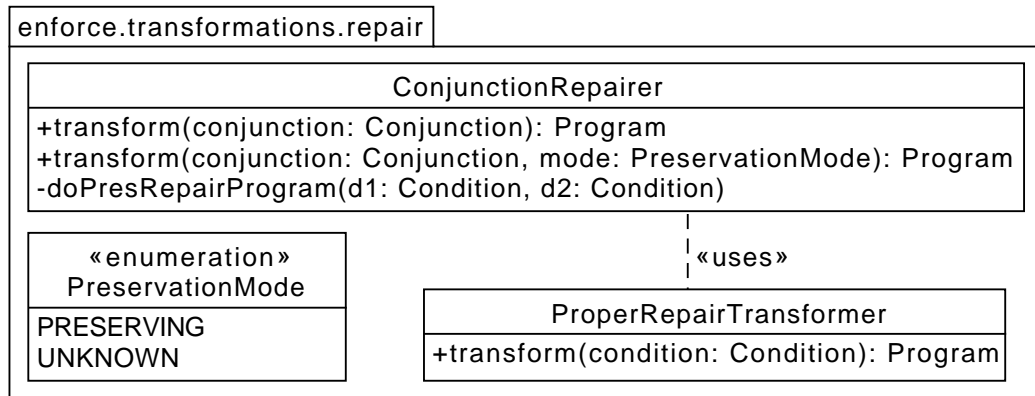 enforce.transformations.repair
ConjunctionRepairer
+transform(conjunction: Conjunction): Program
+transform(conjunction: Conjunction, mode: PreservationMode): Program
-doPresRepairProgram(d1: Condition, d2: Condition)
«uses»
«enumeration»
PreservationMode
PRESERVING
UNKNOWN
ProperRepairTransformer
+transform(condition: Condition): Program